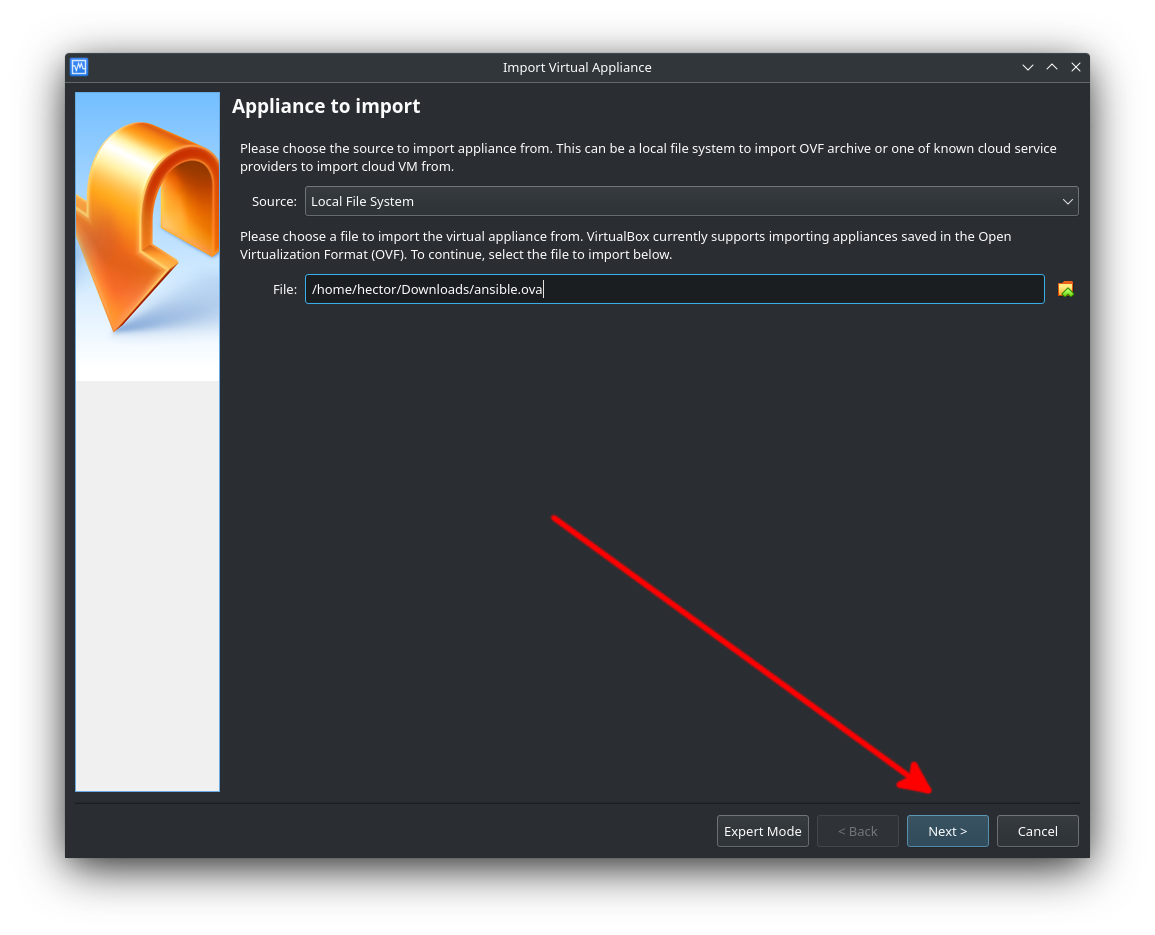 Import Virtual Appliance
Appliance to import
Please choose the source to import appliance from. This can be a local file system to import OVF archive or one of known cloud service
providers to import cloud VM from.
Source: Local File System
Please choose a file to import the virtual appliance from. VirtualBox currently supports importing appliances saved in the Open
Virtualization Format (OVF). To continue, select the file to import below.
File: /home/hector/Downloads/ansible.ova
Expert Mode < Back Next > Cancel